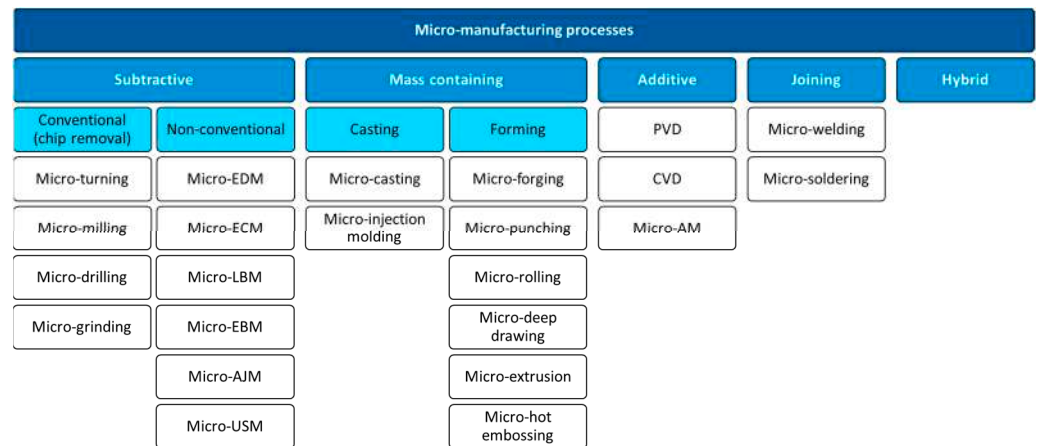 Micro-manufacturing processes
Subtractive
Mass containing
Additive
Joining
Hybrid
Conventional
(chip removal)
Non-conventional
Casting
Forming
PVD
Micro-welding
Micro-turning
Micro-EDM
Micro-casting
Micro-forging
CVD
Micro-soldering
Micro-milling
Micro-ECM
Micro-injection
molding
Micro-punching
Micro-AM
Micro-drilling
Micro-LBM
Micro-rolling
Micro-grinding
Micro-EBM
Micro-deep
drawing
Micro-AJM
Micro-extrusion
Micro-USM
Micro-hot
embossing